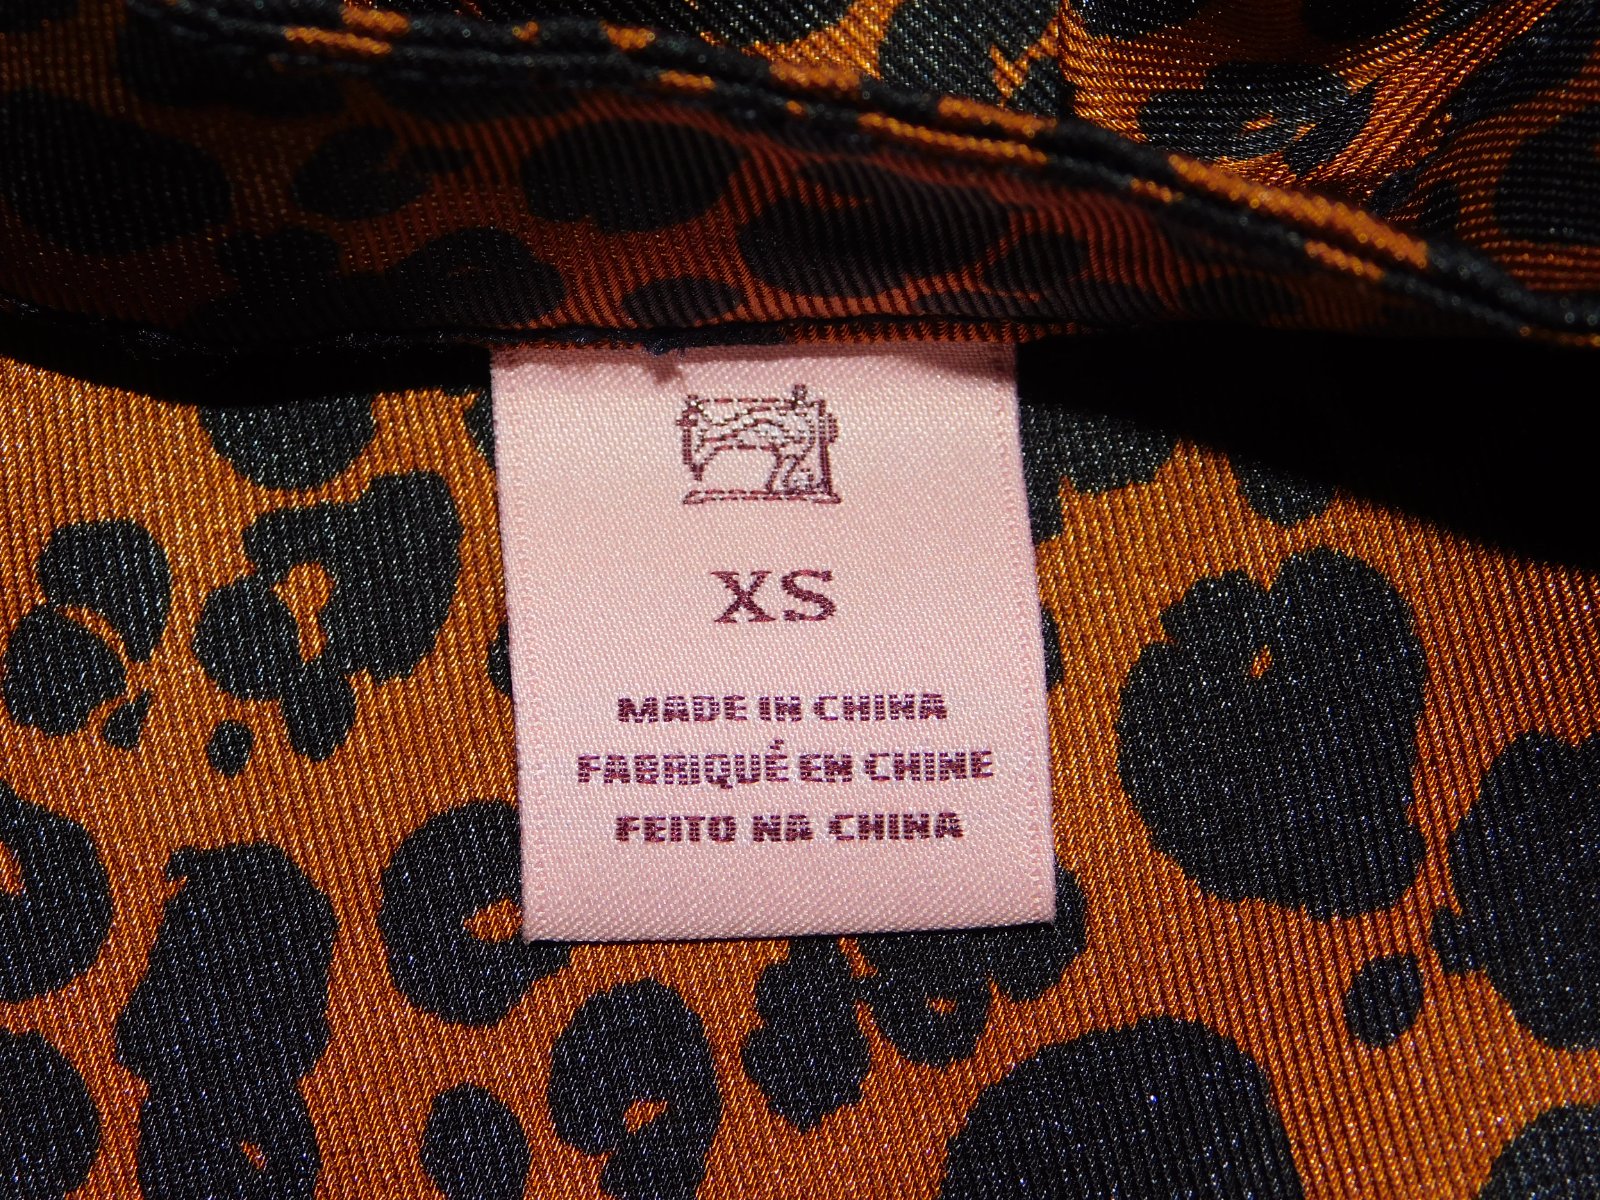 XS
MADE IN CHINA
FABRIQUÉ EN CHINE
FEITO NA CHINA